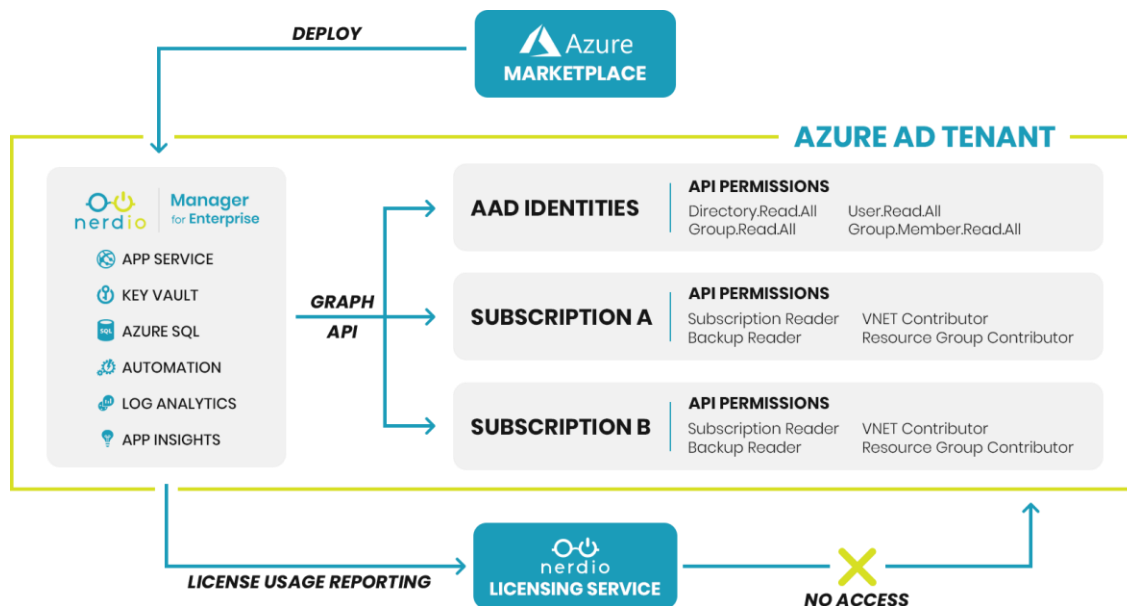 DEPLOY
Azure
MARKETPLACE
AZURE AD TENANT
nerdio
Manager
for Enterprise
APP SERVICE
KEY VAULT
SQL
AZURE SQL
AUTOMATION
LOG ANALYTICS
APP INSIGHTS
GRAPH
API
AAD IDENTITIES
API PERMISSIONS
Directory.Read.All User.Read.All
Group.Read.All Group.Member.Read.All
SUBSCRIPTION A
API PERMISSIONS
Subscription Reader VNET Contributor
Backup Reader Resource Group Contributor
SUBSCRIPTION B
API PERMISSIONS
Subscription Reader VNET Contributor
Backup Reader Resource Group Contributor
LICENSE USAGE REPORTING
nerdio
LICENSING SERVICE
NO ACCESS